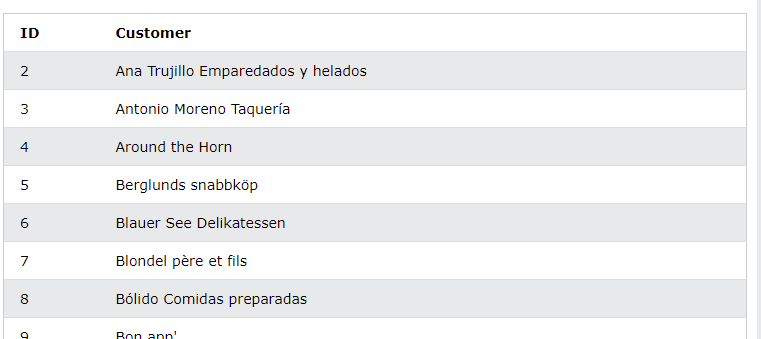 ID Customer
2 Ana Trujillo Emparedados y helados
3 Antonio Moreno Taquería
4 Around the Horn
5 Berglunds snabbköp
6 Blauer See Delikatessen
7 Blondel père et fils
8 Bólido Comidas preparadas
9 Bon app'